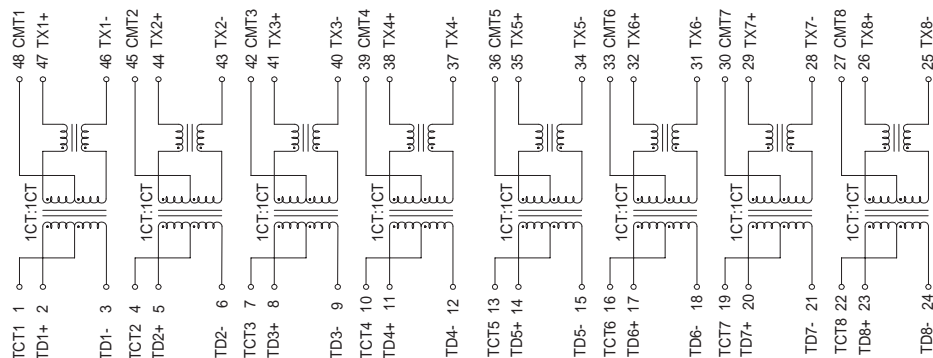 48 CMT1
47 TX1+
46 TX1-
45 CMT2
44 TX2+
43 TX2-
42 CMT3
41 TX3+
40 TX3-
39 CMT4
38 TX4+
37 TX4-
36 CMT5
35 TX5+
34 TX5-
33 CMT6
32 TX6+
31 TX6-
30 CMT7
29 TX7+
28 TX7-
27 CMT8
26 TX8+
25 TX8-
1CT:1CT
1CT:1CT
1CT:1CT
1CT:1CT
1CT:1CT
1CT:1CT
1CT:1CT
1CT:1CT
TCT1 1
TD1+ 2
TD1- 3
TCT2 4
TD2+ 5
TD2- 6
TCT3 7
TD3+ 8
TD3- 9
TCT4 10
TD4+ 11
TD4- 12
TCT5 13
TD5+ 14
TD5- 15
TCT6 16
TD6+ 17
TD6- 18
TCT7 19
TD7+ 20
TD7- 21
TCT8 22
TD8+ 23
TD8- 24